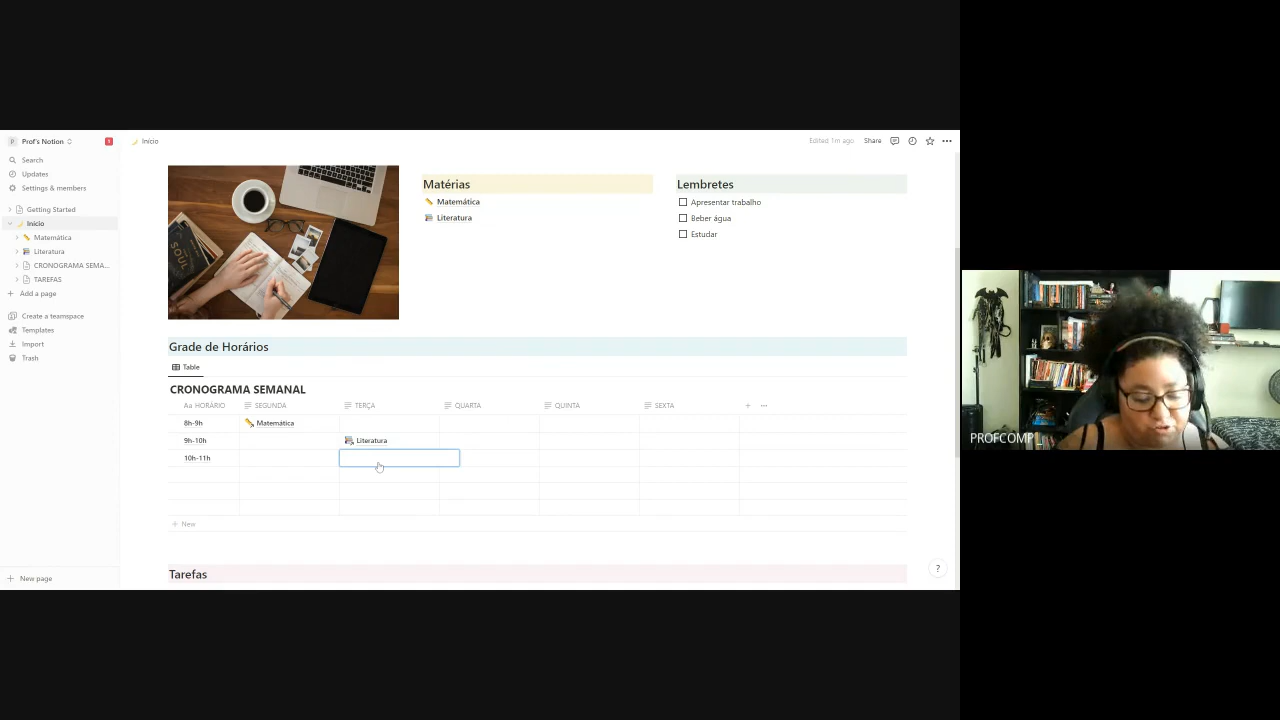 P Prof's Notion
1
Início
Edited 1m ago
Share
Search
Updates
Settings & members
Getting Started
Início
Matemática
Literatura
CRONOGRAMA SEMA...
TAREFAS
Add a page
Create a teamspace
Templates
Import
Trash
New page
Matérias
Matemática
Literatura
Lembretes
Apresentar trabalho
Beber água
Estudar
Grade de Horários
Table
CRONOGRAMA SEMANAL
Aa HORÁRIO SEGUNDA TERÇA QUARTA QUINTA SEXTA
8h-9h Matemática
9h-10h Literatura
10h-11h
New
Tarefas
?
PROFCOMP_